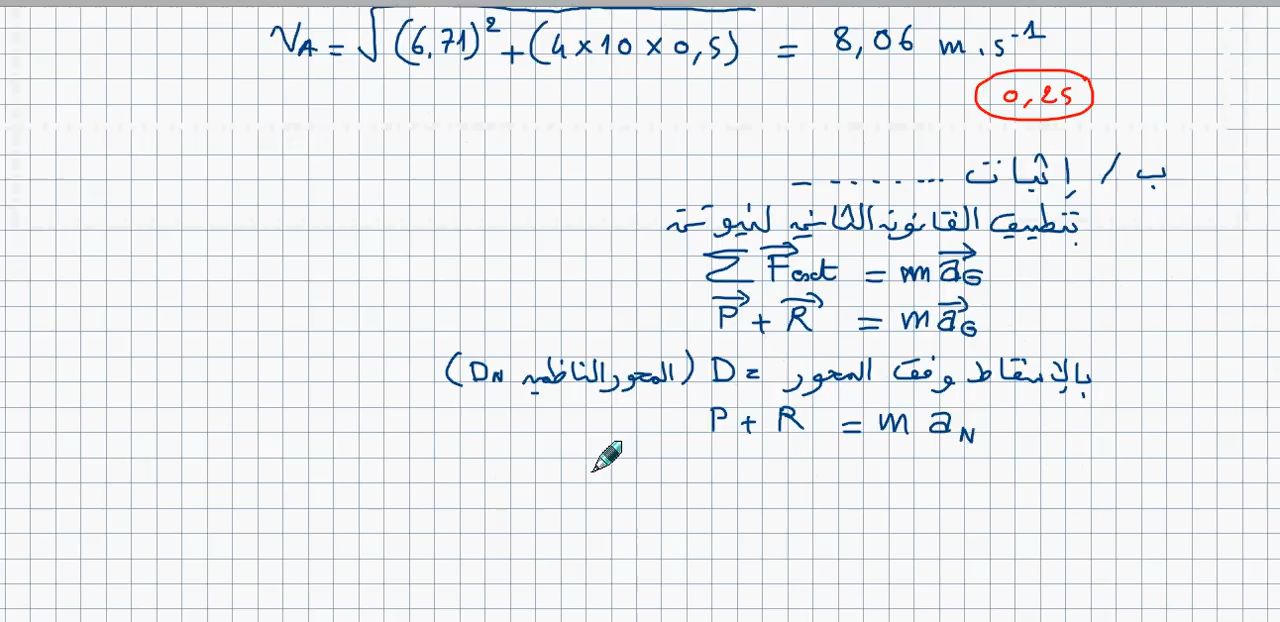 V_A = √(6,71)² + (4 × 10 × 0,5) = 8,06 m . s⁻¹
0,25
ب / إثبات ... . . . . . _
بتطبيق القانون الثاني لنيوتن
Σ F⃗ext = m a⃗G
P⃗ + R⃗ = m a⃗G
بالإسقاط وفق المحور D= (المحور الناظمي DN)
P + R = m aN